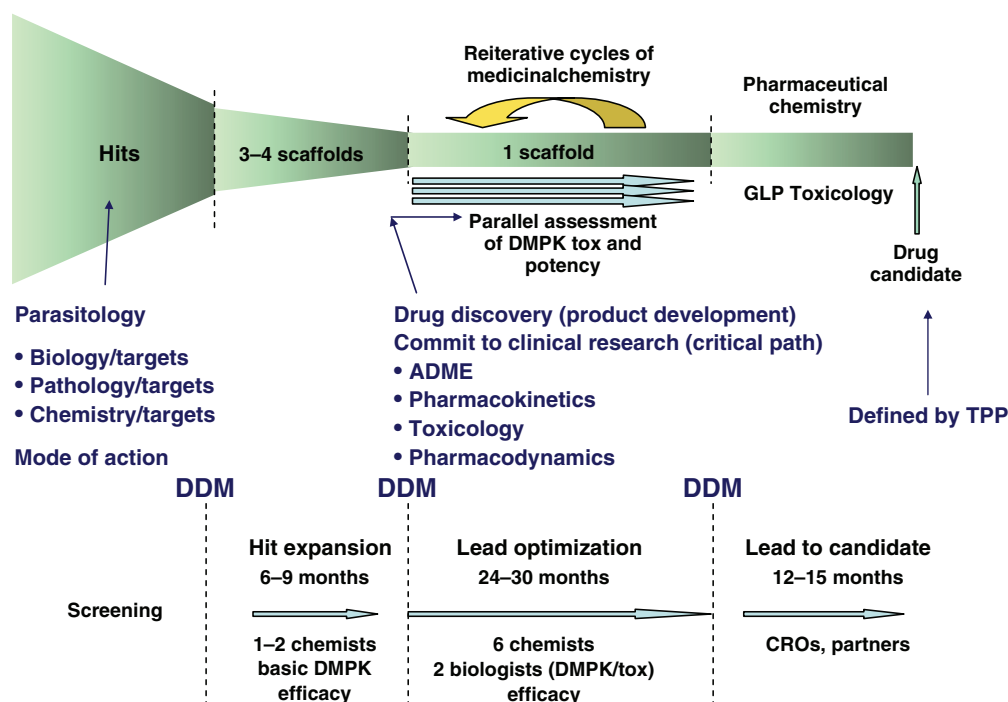 Reiterative cycles of
medicinalchemistry
Pharmaceutical
chemistry
Hits
3–4 scaffolds
1 scaffold
GLP Toxicology
Parallel assessment
of DMPK tox and
potency
Drug
candidate
Parasitology
• Biology/targets
• Pathology/targets
• Chemistry/targets
Mode of action
Drug discovery (product development)
Commit to clinical research (critical path)
• ADME
• Pharmacokinetics
• Toxicology
• Pharmacodynamics
Defined by TPP
DDM
DDM
DDM
Screening
Hit expansion
6–9 months
1–2 chemists
basic DMPK
efficacy
Lead optimization
24–30 months
6 chemists
2 biologists (DMPK/tox)
efficacy
Lead to candidate
12–15 months
CROs, partners